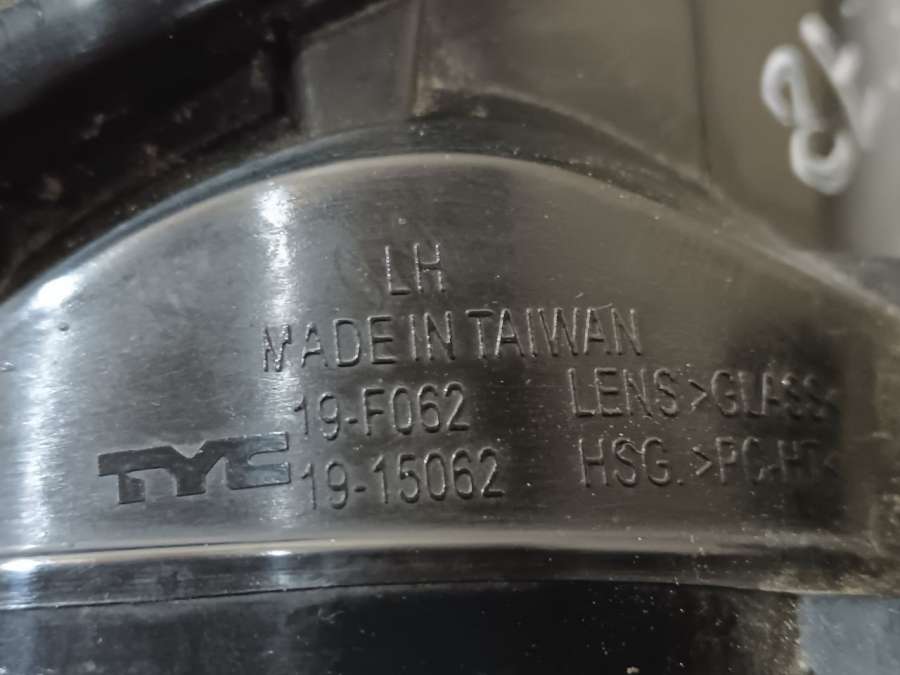 LH
MADE IN TAIWAN
19-F062
LENS >GLASS<
TYC
19-15062
HSG. >PC-HT<